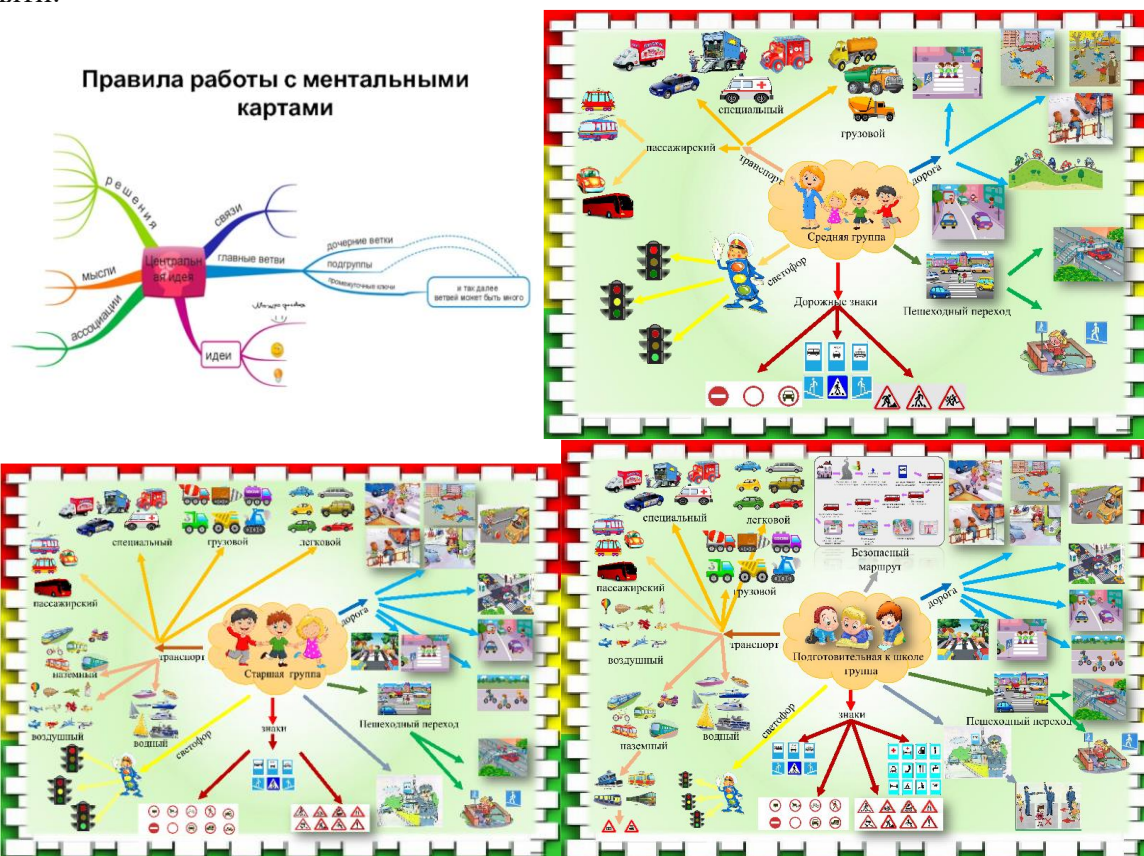 Правила работы с ментальными
картами
решения
связи
мысли
Центральн
ая идея
главные ветви
дочерние ветки
подгруппы
промежуточные ключи
и так далее
ветвей может быть много
ассоциации
идеи
специальный
грузовой
пассажирский
транспорт
дорога
Средняя группа
светофор
Дорожные знаки
Пешеходный переход
специальный
грузовой
легковой
пассажирский
дорога
транспорт
Старшая группа
наземный
воздушный
водный
светофор
знаки
Пешеходный переход
специальный
легковой
Безопасный
маршрут
пассажирский
грузовой
дорога
воздушный
транспорт
Подготовительная к школе
группа
наземный
водный
светофор
знаки
Пешеходный переход